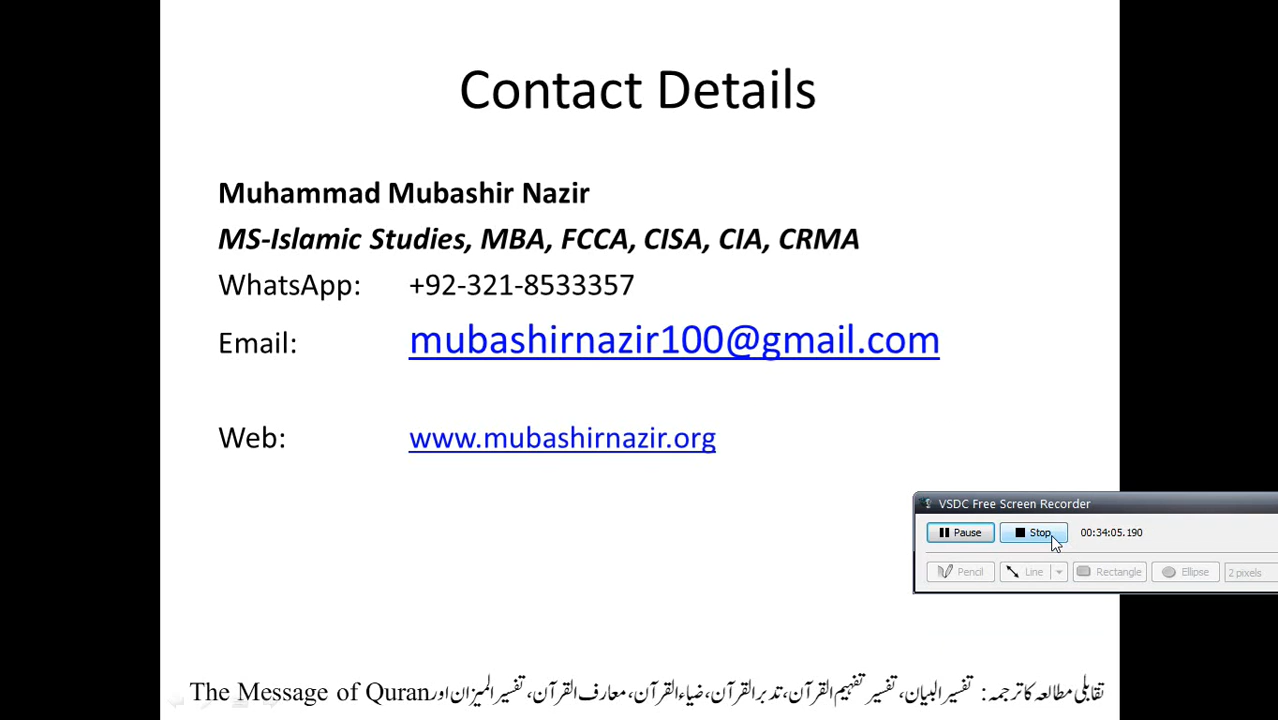 Contact Details
Muhammad Mubashir Nazir
MS-Islamic Studies, MBA, FCCA, CISA, CIA, CRMA
WhatsApp: +92-321-8533357
Email: mubashirnazir100@gmail.com
Web: www.mubashirnazir.org
VSDC Free Screen Recorder
Pause Stop 00:34:05.190
Pencil Line Rectangle Ellipse 2 pixels
تقابلی مطالعہ کا ترجمہ: تفسیر البیان، تفسیر تفہیم القرآن، تدبر القرآن، ضیاء القرآن، معارف القرآن، تفسیر المیزان اور The Message of Quran